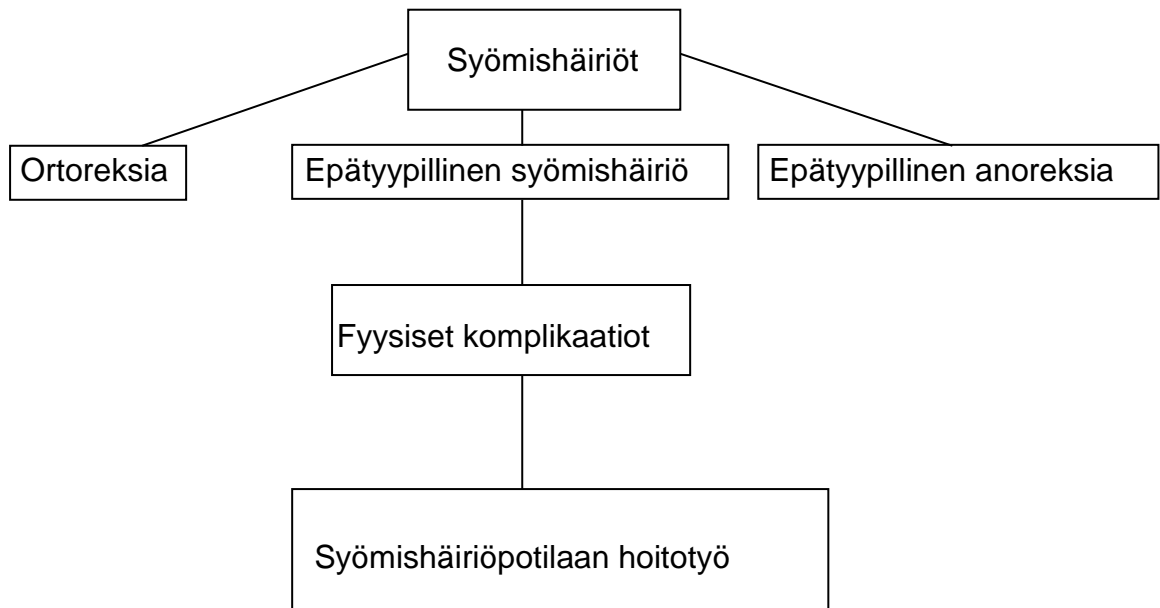 Syömishäiriöt
Ortoreksia
Epätyypillinen syömishäiriö
Epätyypillinen anoreksia
Fyysiset komplikaatiot
Syömishäiriöpotilaan hoitotyö